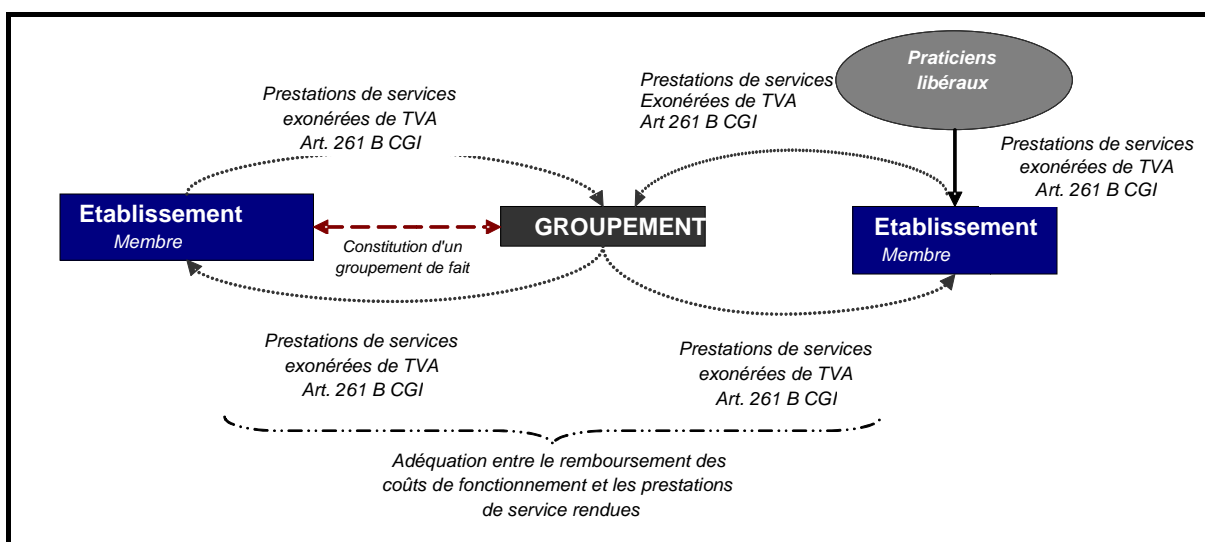 Praticiens
libéraux
Prestations de services
exonérées de TVA
Art. 261 B CGI
Prestations de services
Exonérées de TVA
Art 261 B CGI
Prestations de services
exonérées de TVA
Art. 261 B CGI
Etablissement
Membre
Constitution d'un
groupement de fait
GROUPEMENT
Etablissement
Membre
Prestations de services
exonérées de TVA
Art. 261 B CGI
Prestations de services
exonérées de TVA
Art. 261 B CGI
Adéquation entre le remboursement des
coûts de fonctionnement et les prestations
de service rendues